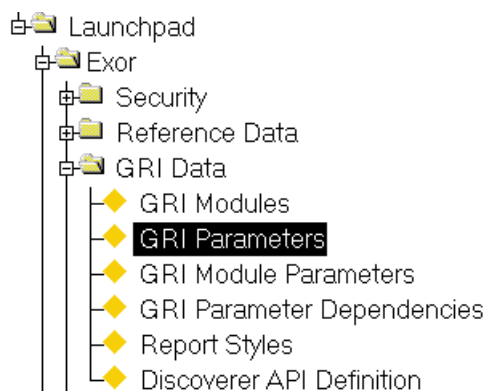 Launchpad
Exor
Security
Reference Data
GRI Data
GRI Modules
GRI Parameters
GRI Module Parameters
GRI Parameter Dependencies
Report Styles
Discoverer API Definition